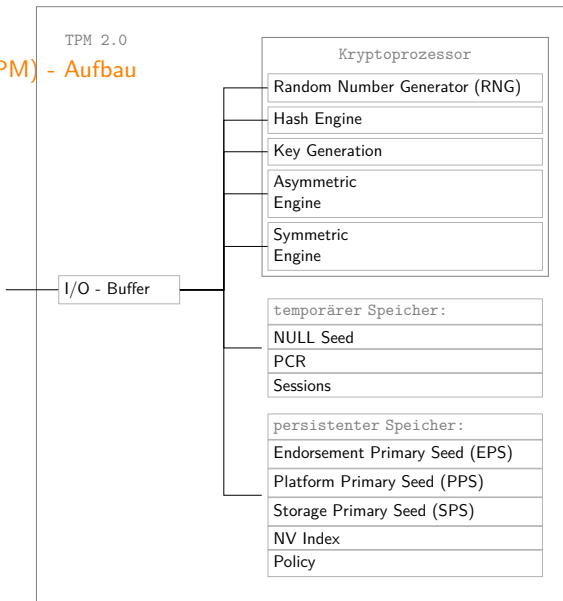 TPM 2.0
PM) - Aufbau
Kryptoprozessor
Random Number Generator (RNG)
Hash Engine
Key Generation
Asymmetric
Engine
Symmetric
Engine
I/O - Buffer
temporärer Speicher:
NULL Seed
PCR
Sessions
persistenter Speicher:
Endorsement Primary Seed (EPS)
Platform Primary Seed (PPS)
Storage Primary Seed (SPS)
NV Index
Policy